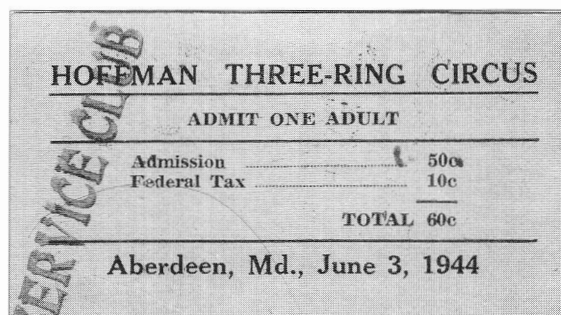 HOFFMAN THREE-RING CIRCUS
ADMIT ONE ADULT
Admission 50c
Federal Tax 10c
TOTAL 60c
Aberdeen, Md., June 3, 1944
SERVICE CLUB